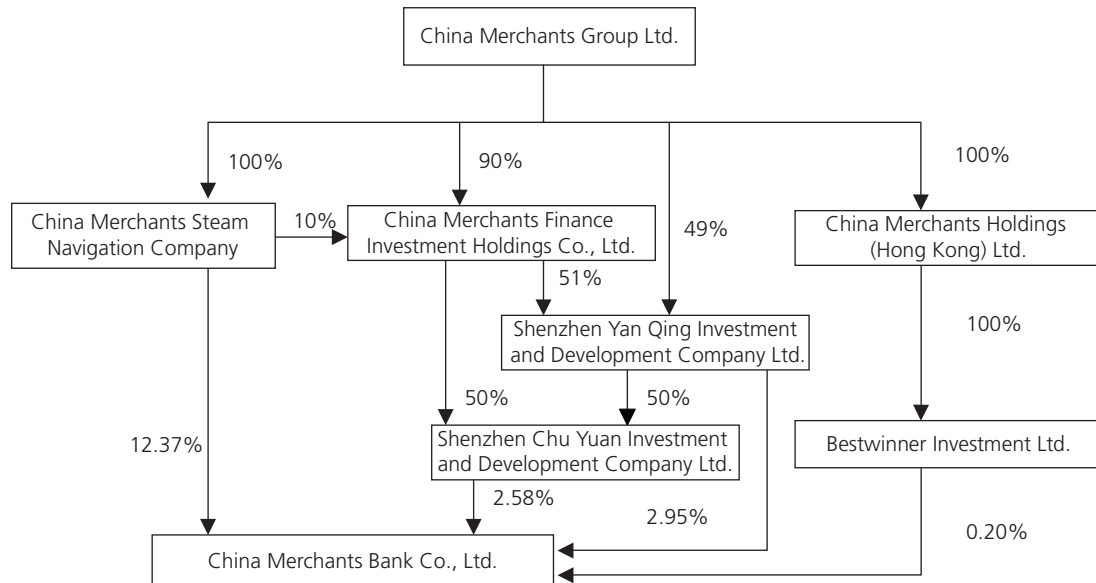 China Merchants Group Ltd.
100%
90%
49%
100%
China Merchants Steam
Navigation Company
10%
China Merchants Finance
Investment Holdings Co., Ltd.
China Merchants Holdings
(Hong Kong) Ltd.
51%
Shenzhen Yan Qing Investment
and Development Company Ltd.
100%
50%
50%
12.37%
Shenzhen Chu Yuan Investment
and Development Company Ltd.
Bestwinner Investment Ltd.
2.58%
2.95%
0.20%
China Merchants Bank Co., Ltd.